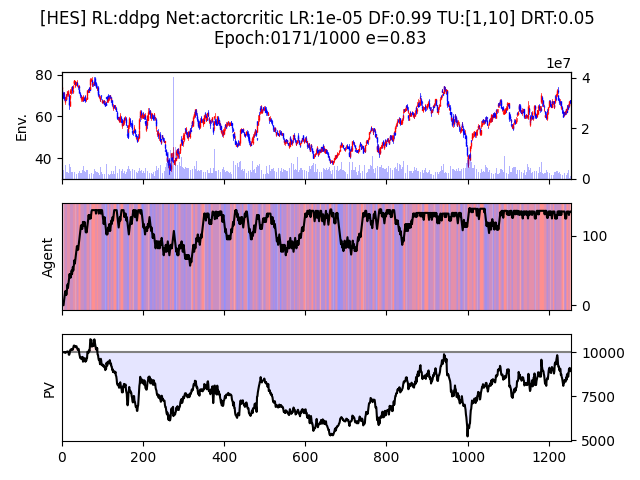 [HES] RL:ddpg Net:actorcritic LR:1e-05 DF:0.99 TU:[1,10] DRT:0.05
Epoch:0171/1000 e=0.83
1e7
80
60
40
Env.
4
2
0
Agent
100
0
PV
10000
7500
5000
0 200 400 600 800 1000 1200